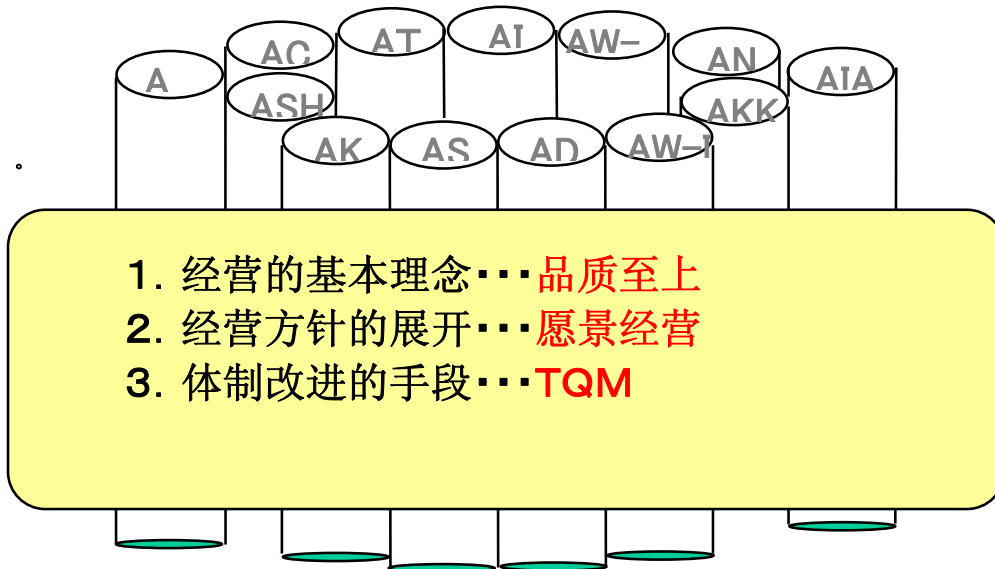 AC AT AI AW- AN
A ASH AKK AIA
AK AS AD AW-
。
1. 经营的基本理念･･･品质至上
2. 经营方针的展开･･･愿景经营
3. 体制改进的手段･･･TQM